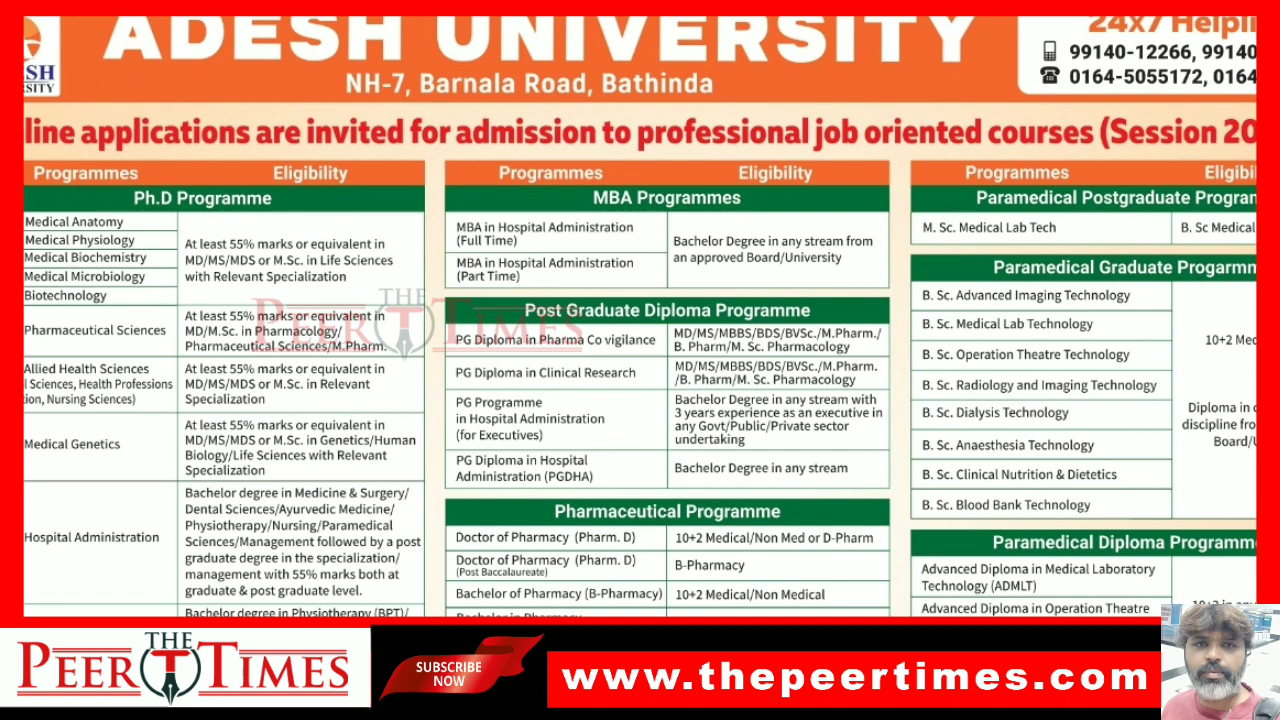 ADESH UNIVERSITY
NH-7, Barnala Road, Bathinda
24x7
99140-12266, 99140
0164-5055172, 0164
SH
SITY
line applications are invited for admission to professional job oriented courses (Session 20
Programmes Eligibility
Ph.D Programme
Medical Anatomy
Medical Physiology
Medical Biochemistry
Medical Microbiology
Biotechnology
At least 55% marks or equivalent in
MD/MS/MDS or M.Sc. in Life Sciences
with Relevant Specialization
Pharmaceutical Sciences
At least 55% marks or equivalent in
MD/M.Sc. in Pharmacology/
Pharmaceutical Sciences/M.Pharm.
Allied Health Sciences
l Sciences, Health Professions
ion, Nursing Sciences)
At least 55% marks or equivalent in
MD/MS/MDS or M.Sc. in Relevant
Specialization
Medical Genetics
At least 55% marks or equivalent in
MD/MS/MDS or M.Sc. in Genetics/Human
Biology/Life Sciences with Relevant
Specialization
Hospital Administration
Bachelor degree in Medicine & Surgery/
Dental Sciences/Ayurvedic Medicine/
Physiotherapy/Nursing/Paramedical
Sciences/Management followed by a post
graduate degree in the specialization/
management with 55% marks both at
graduate & post graduate level.
Bachelor degree in Physiotherapy (BPT)/
Programmes Eligibility
MBA Programmes
MBA in Hospital Administration
(Full Time)
MBA in Hospital Administration
(Part Time)
Bachelor Degree in any stream from
an approved Board/University
Post Graduate Diploma Programme
PG Diploma in Pharma Co vigilance
MD/MS/MBBS/BDS/BVSc./M.Pharm./
B. Pharm/M. Sc. Pharmacology
PG Diploma in Clinical Research
MD/MS/MBBS/BDS/BVSc./M.Pharm.
/B. Pharm/M. Sc. Pharmacology
PG Programme
in Hospital Administration
(for Executives)
Bachelor Degree in any stream with
3 years experience as an executive in
any Govt/Public/Private sector
undertaking
PG Diploma in Hospital
Administration (PGDHA)
Bachelor Degree in any stream
Pharmaceutical Programme
Doctor of Pharmacy (Pharm. D)
10+2 Medical/Non Med or D-Pharm
Doctor of Pharmacy (Pharm. D)
(Post Baccalaureate)
B-Pharmacy
Bachelor of Pharmacy (B-Pharmacy)
10+2 Medical/Non Medical
Programmes Eligibi
Paramedical Postgraduate Program
M. Sc. Medical Lab Tech
B. Sc Medical
Paramedical Graduate Progarmm
B. Sc. Advanced Imaging Technology
B. Sc. Medical Lab Technology
B. Sc. Operation Theatre Technology
B. Sc. Radiology and Imaging Technology
B. Sc. Dialysis Technology
B. Sc. Anaesthesia Technology
B. Sc. Clinical Nutrition & Dietetics
B. Sc. Blood Bank Technology
10+2 Med
Diploma in
discipline fro
Board/U
Paramedical Diploma Programme
Advanced Diploma in Medical Laboratory
Technology (ADMLT)
Advanced Diploma in Operation Theatre
THE
PEER TIMES
THE
PEER TIMES
SUBSCRIBE
NOW
www.thepeertimes.com